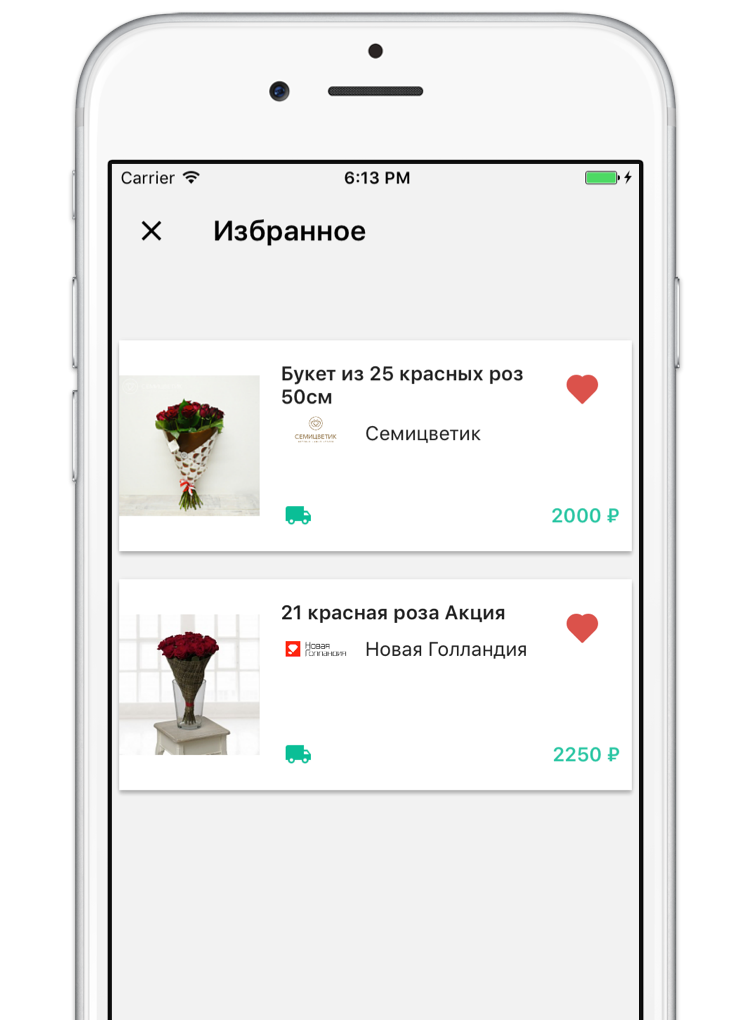 Carrier
6:13 PM
Избранное
Букет из 25 красных роз
50см
СЕМИЦВЕТИК
Семицветик
2000 ₽
21 красная роза Акция
Новая
Голландия
Новая Голландия
2250 ₽